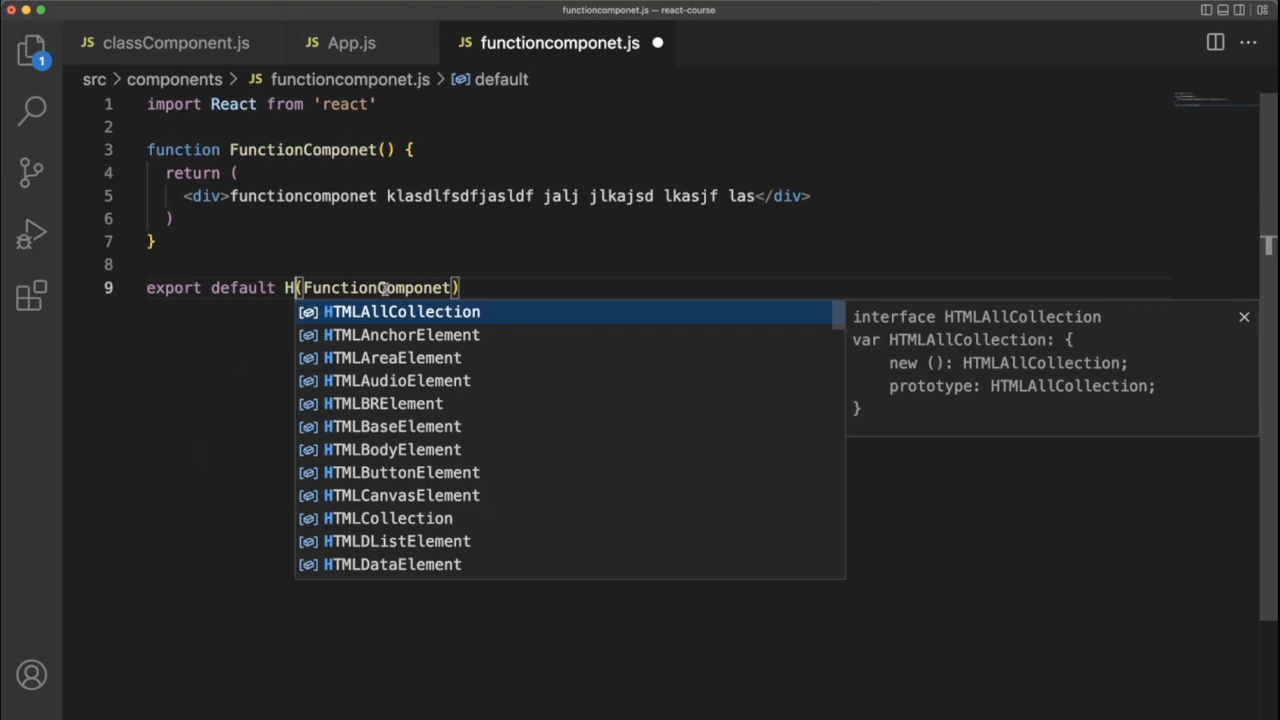 functioncomponet.js — react-course
JS classComponent.js JS App.js JS functioncomponet.js
1
src > components > JS functioncomponet.js > default
1 import React from 'react'
2
3 function FunctionComponet() {
4 return (
5 <div>functioncomponet klasdlfsdfjasldf jalj jlkajsd lkasjf las</div>
6 )
7 }
8
9 export default H(FunctionComponet)
HTMLAllCollection
HTMLAnchorElement
HTMLAreaElement
HTMLAudioElement
HTMLBRElement
HTMLBaseElement
HTMLBodyElement
HTMLButtonElement
HTMLCanvasElement
HTMLCollection
HTMLDListElement
HTMLDataElement
interface HTMLAllCollection
var HTMLAllCollection: {
new (): HTMLAllCollection;
prototype: HTMLAllCollection;
}